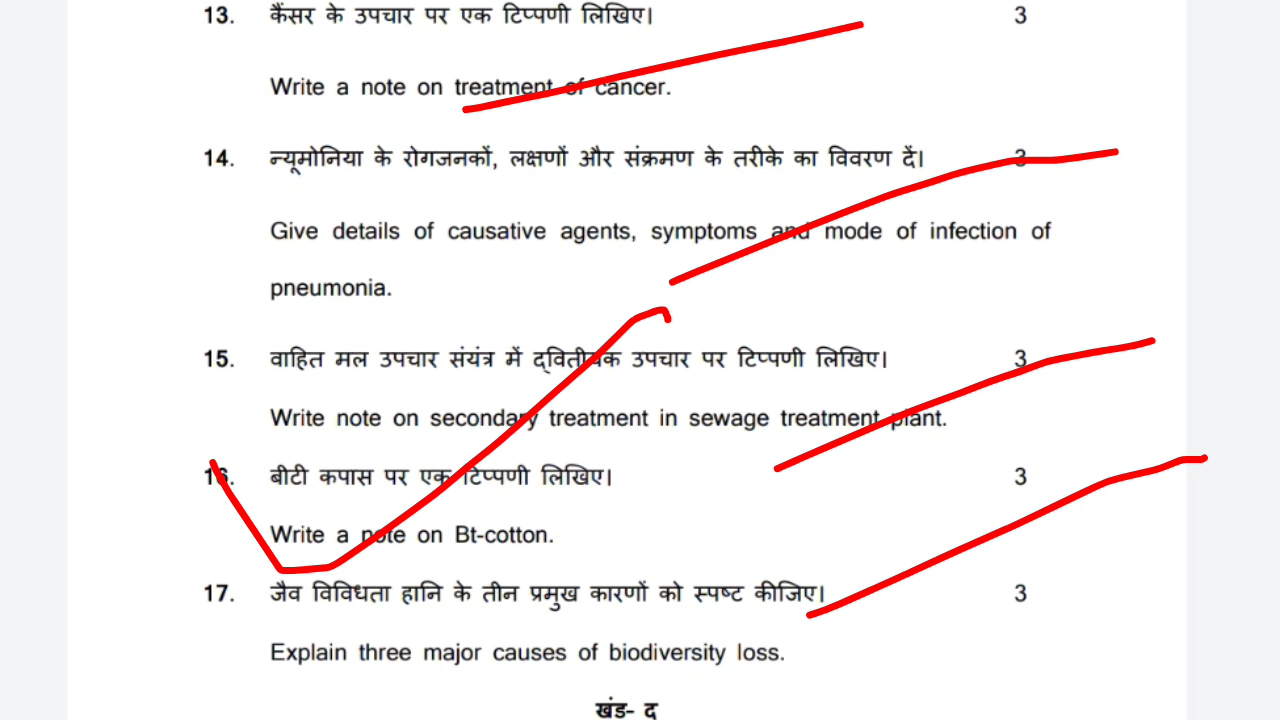 13. कैंसर के उपचार पर एक टिप्पणी लिखिए। 3
Write a note on treatment of cancer.
14. न्यूमोनिया के रोगजनकों, लक्षणों और संक्रमण के तरीके का विवरण दें। 3
Give details of causative agents, symptoms and mode of infection of
pneumonia.
15. वाहित मल उपचार संयंत्र में द्वितीयक उपचार पर टिप्पणी लिखिए। 3
Write note on secondary treatment in sewage treatment plant.
16. बीटी कपास पर एक टिप्पणी लिखिए। 3
Write a note on Bt-cotton.
17. जैव विविधता हानि के तीन प्रमुख कारणों को स्पष्ट कीजिए। 3
Explain three major causes of biodiversity loss.
खंड- द